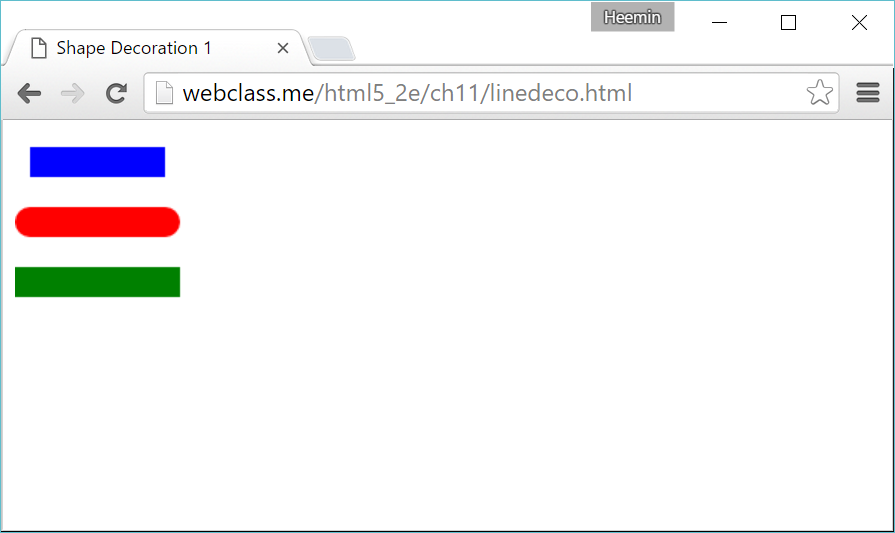 Heemin
Shape Decoration 1
webclass.me/html5_2e/ch11/linedeco.html